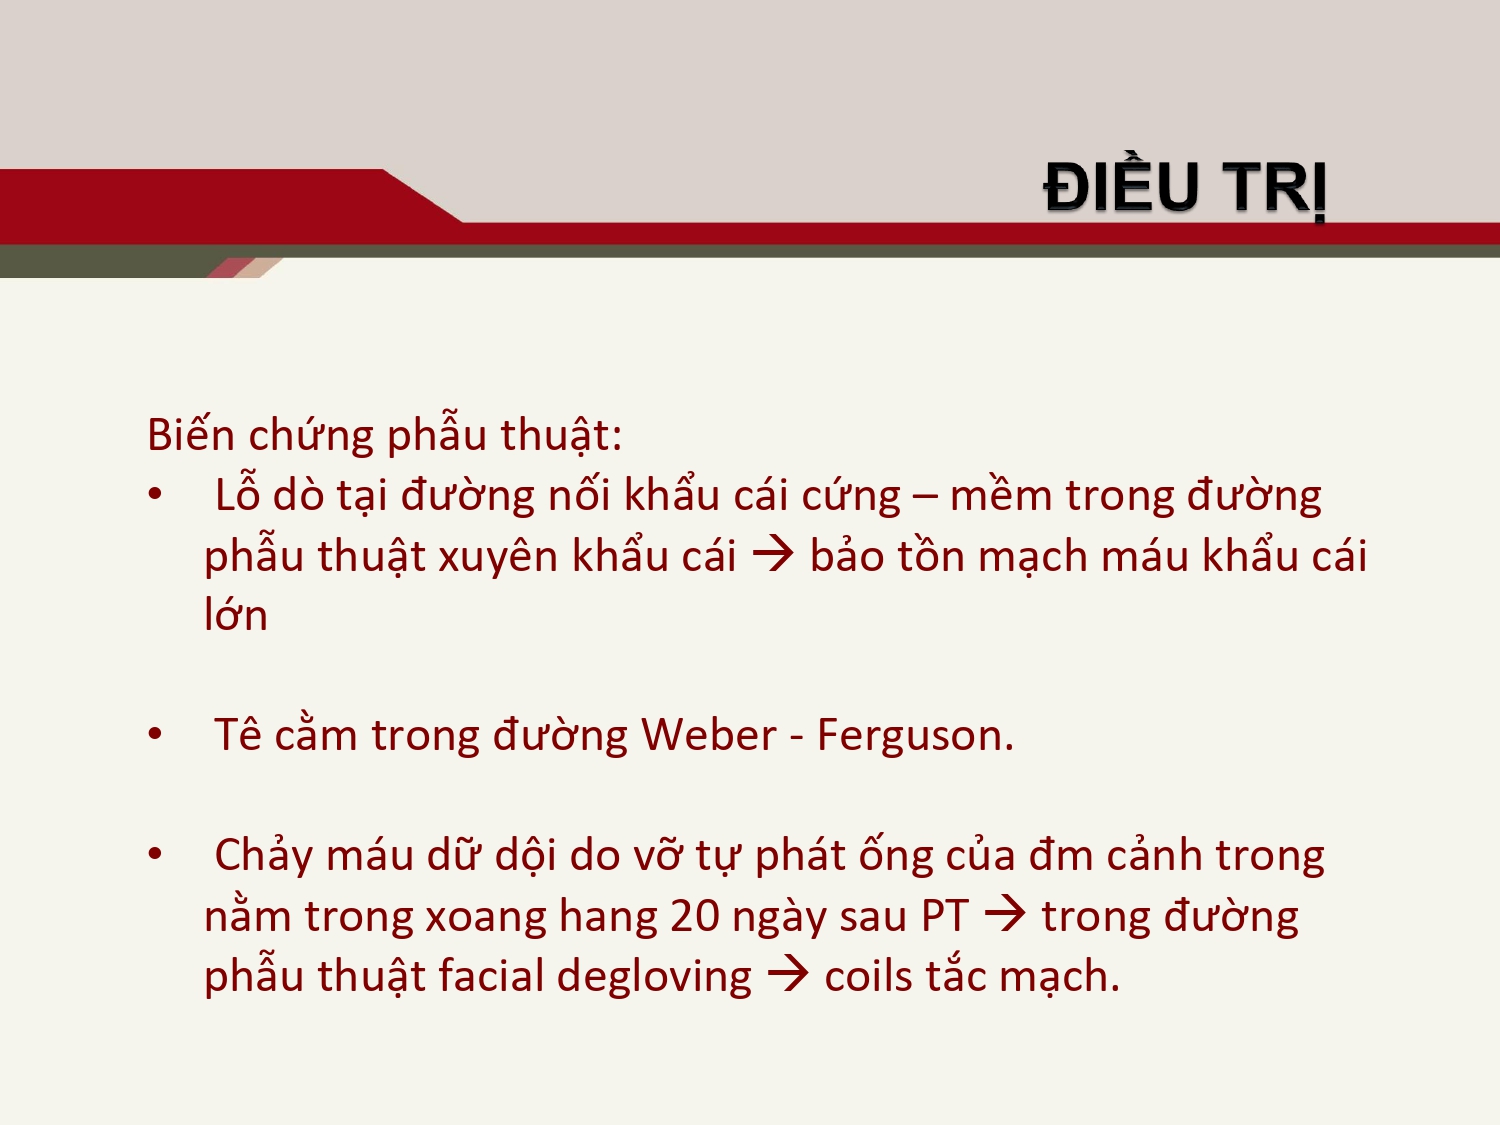 ĐIỀU TRỊ
Biến chứng phẫu thuật:
• Lỗ dò tại đường nối khẩu cái cứng – mềm trong đường
phẫu thuật xuyên khẩu cái → bảo tồn mạch máu khẩu cái
lớn
• Tê cằm trong đường Weber - Ferguson.
• Chảy máu dữ dội do vỡ tự phát ống của đm cảnh trong
nằm trong xoang hang 20 ngày sau PT → trong đường
phẫu thuật facial degloving → coils tắc mạch.